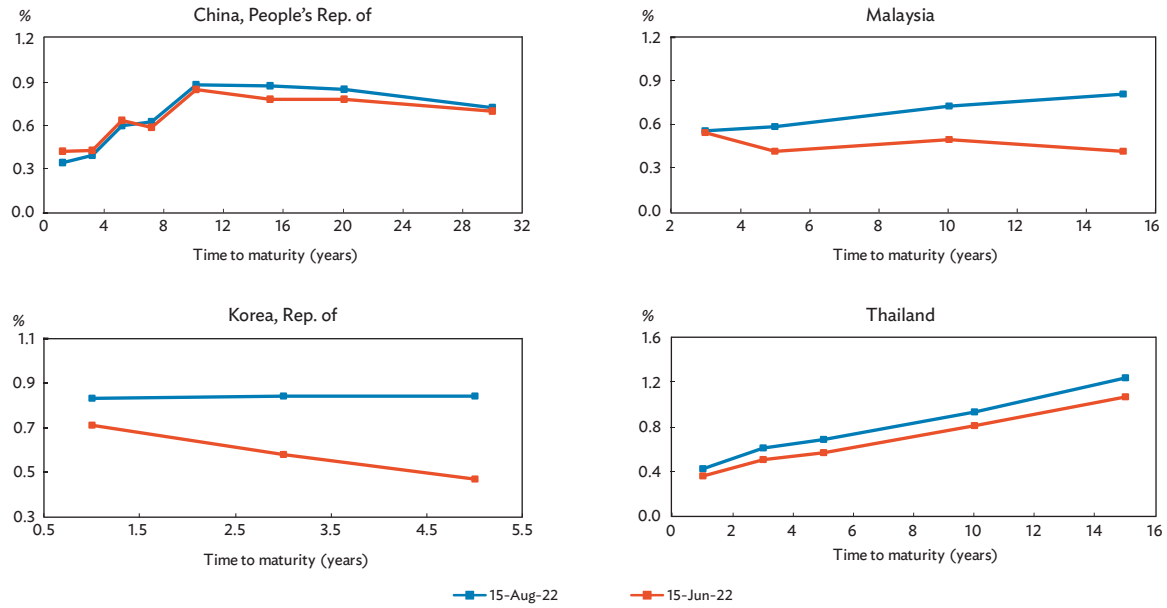 China, People's Rep. of
%
1.2
0.9
0.6
0.3
0.0
0 4 8 12 16 20 24 28 32
Time to maturity (years)
Malaysia
%
1.2
0.9
0.6
0.3
0.0
2 4 6 8 10 12 14 16
Time to maturity (years)
Korea, Rep. of
%
1.1
0.9
0.7
0.5
0.3
0.5 1.5 2.5 3.5 4.5 5.5
Time to maturity (years)
Thailand
%
1.6
1.2
0.8
0.4
0.0
0 2 4 6 8 10 12 14 16
Time to maturity (years)
15-Aug-22 15-Jun-22